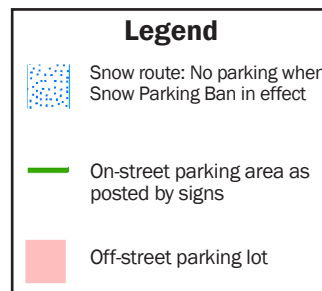 Legend
Snow route: No parking when
Snow Parking Ban in effect
On-street parking area as
posted by signs
Off-street parking lot